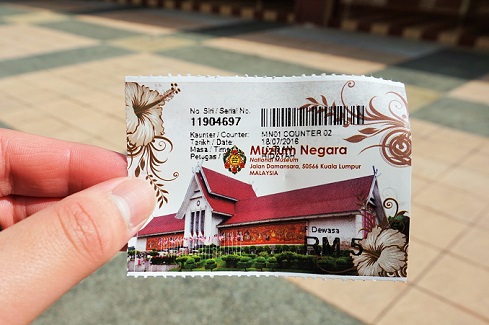 No. Siri / Serial No.
11904697
Kaunter / Counter: MN01 COUNTER 02
Tarikh / Date: 18/07/2016
Masa / Time
Petugas /
Muzium Negara
National Museum
Jalan Damansara, 50566 Kuala Lumpur
MALAYSIA
Dewasa
RM 5